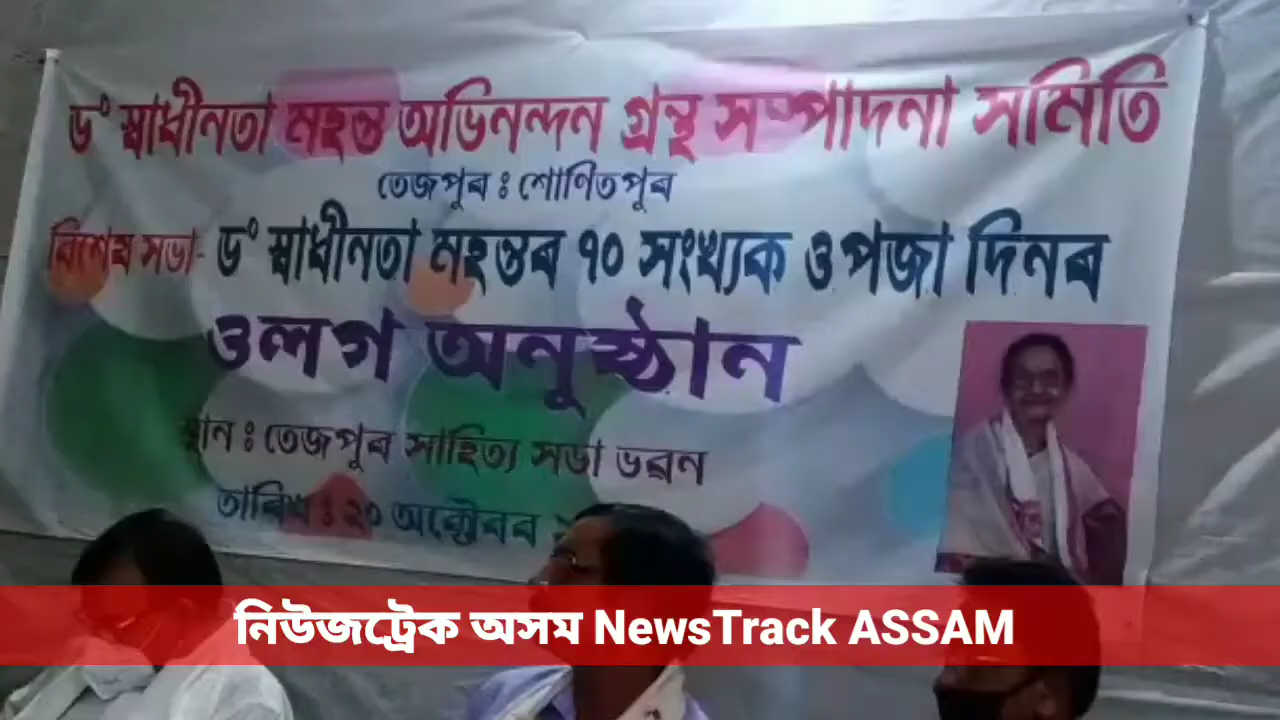 ড° স্বাধীনতা মহন্ত অভিনন্দন গ্ৰন্থ সম্পাদনা সমিতি
তেজপুৰ : শোণিতপুৰ
বিশেষ সভা- ড° স্বাধীনতা মহন্তৰ ৭০ সংখ্যক ওপজা দিনৰ
ওলগ অনুষ্ঠান
স্থান : তেজপুৰ সাহিত্য সভা ভৱন
তাৰিখ : ২০ অক্টোবৰ
নিউজট্ৰেক অসম NewsTrack ASSAM